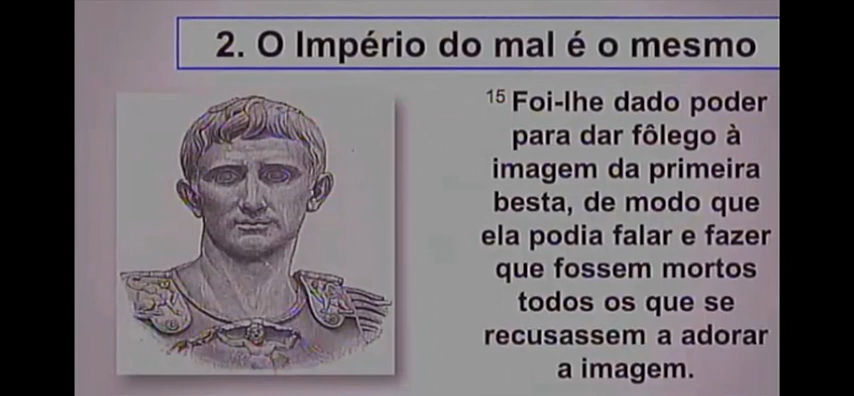 2. O Império do mal é o mesmo
15 Foi-lhe dado poder
para dar fôlego à
imagem da primeira
besta, de modo que
ela podia falar e fazer
que fossem mortos
todos os que se
recusassem a adorar
a imagem.